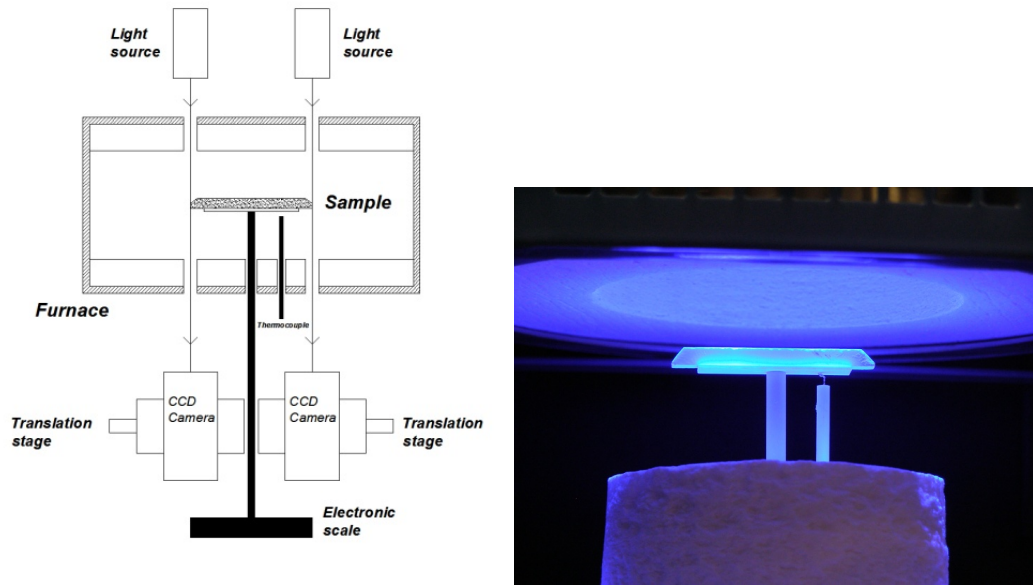 Light
source
Light
source
Sample
Furnace
Thermocouple
CCD
Camera
CCD
Camera
Translation
stage
Translation
stage
Electronic
scale